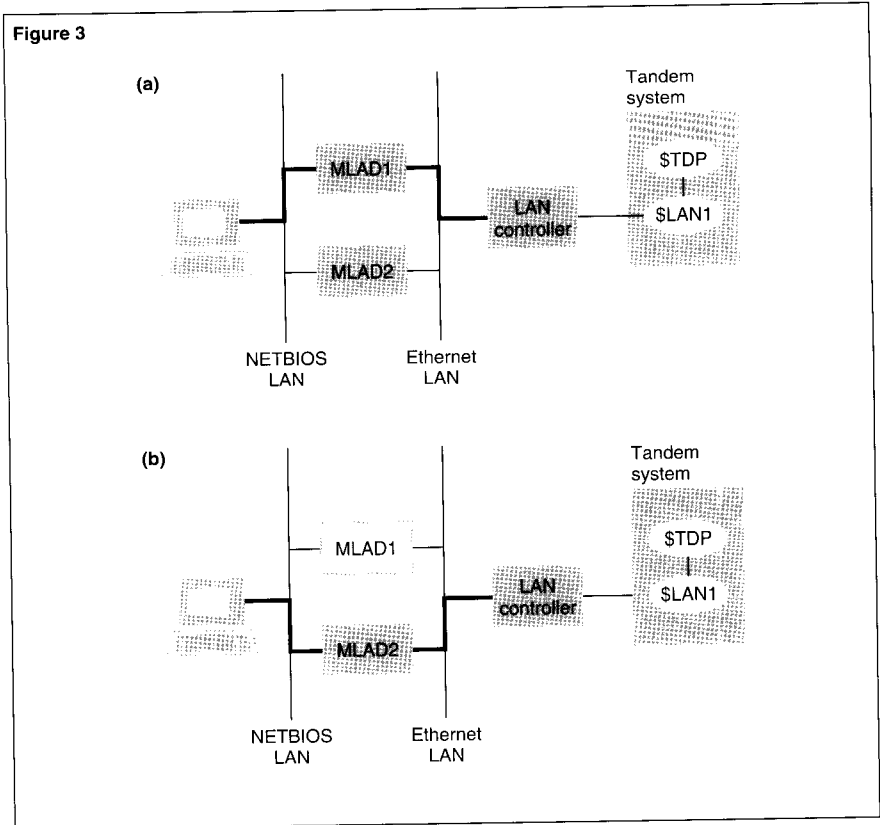 Figure 3
(a)
Tandem
system
MLAD1
$TDP
LAN
controller
$LAN1
MLAD2
NETBIOS
LAN
Ethernet
LAN
(b)
Tandem
system
MLAD1
$TDP
LAN
controller
$LAN1
MLAD2
NETBIOS
LAN
Ethernet
LAN